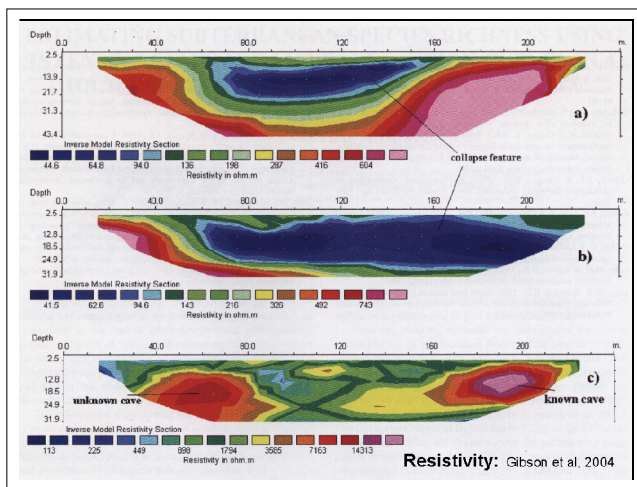 Depth
0.0 40.0 80.0 120 160 200 m.
2.5
13.9
21.7
31.3
43.4
a)
Inverse Model Resistivity Section
44.6 64.8 94.0 136 198 287 416 604
Resistivity in ohm.m
collapse feature
Depth
0.0 40.0 80.0 120 160 200 m.
2.5
12.8
18.5
24.9
31.9
b)
Inverse Model Resistivity Section
41.5 62.6 94.6 143 216 326 492 743
Resistivity in ohm.m
Depth
0.0 40.0 80.0 120 160 200 m.
2.5
12.8
18.5
24.9
31.9
c)
unknown cave
known cave
Inverse Model Resistivity Section
113 225 449 898 1794 3585 7163 14313
Resistivity in ohm.m
Resistivity: Gibson et al, 2004